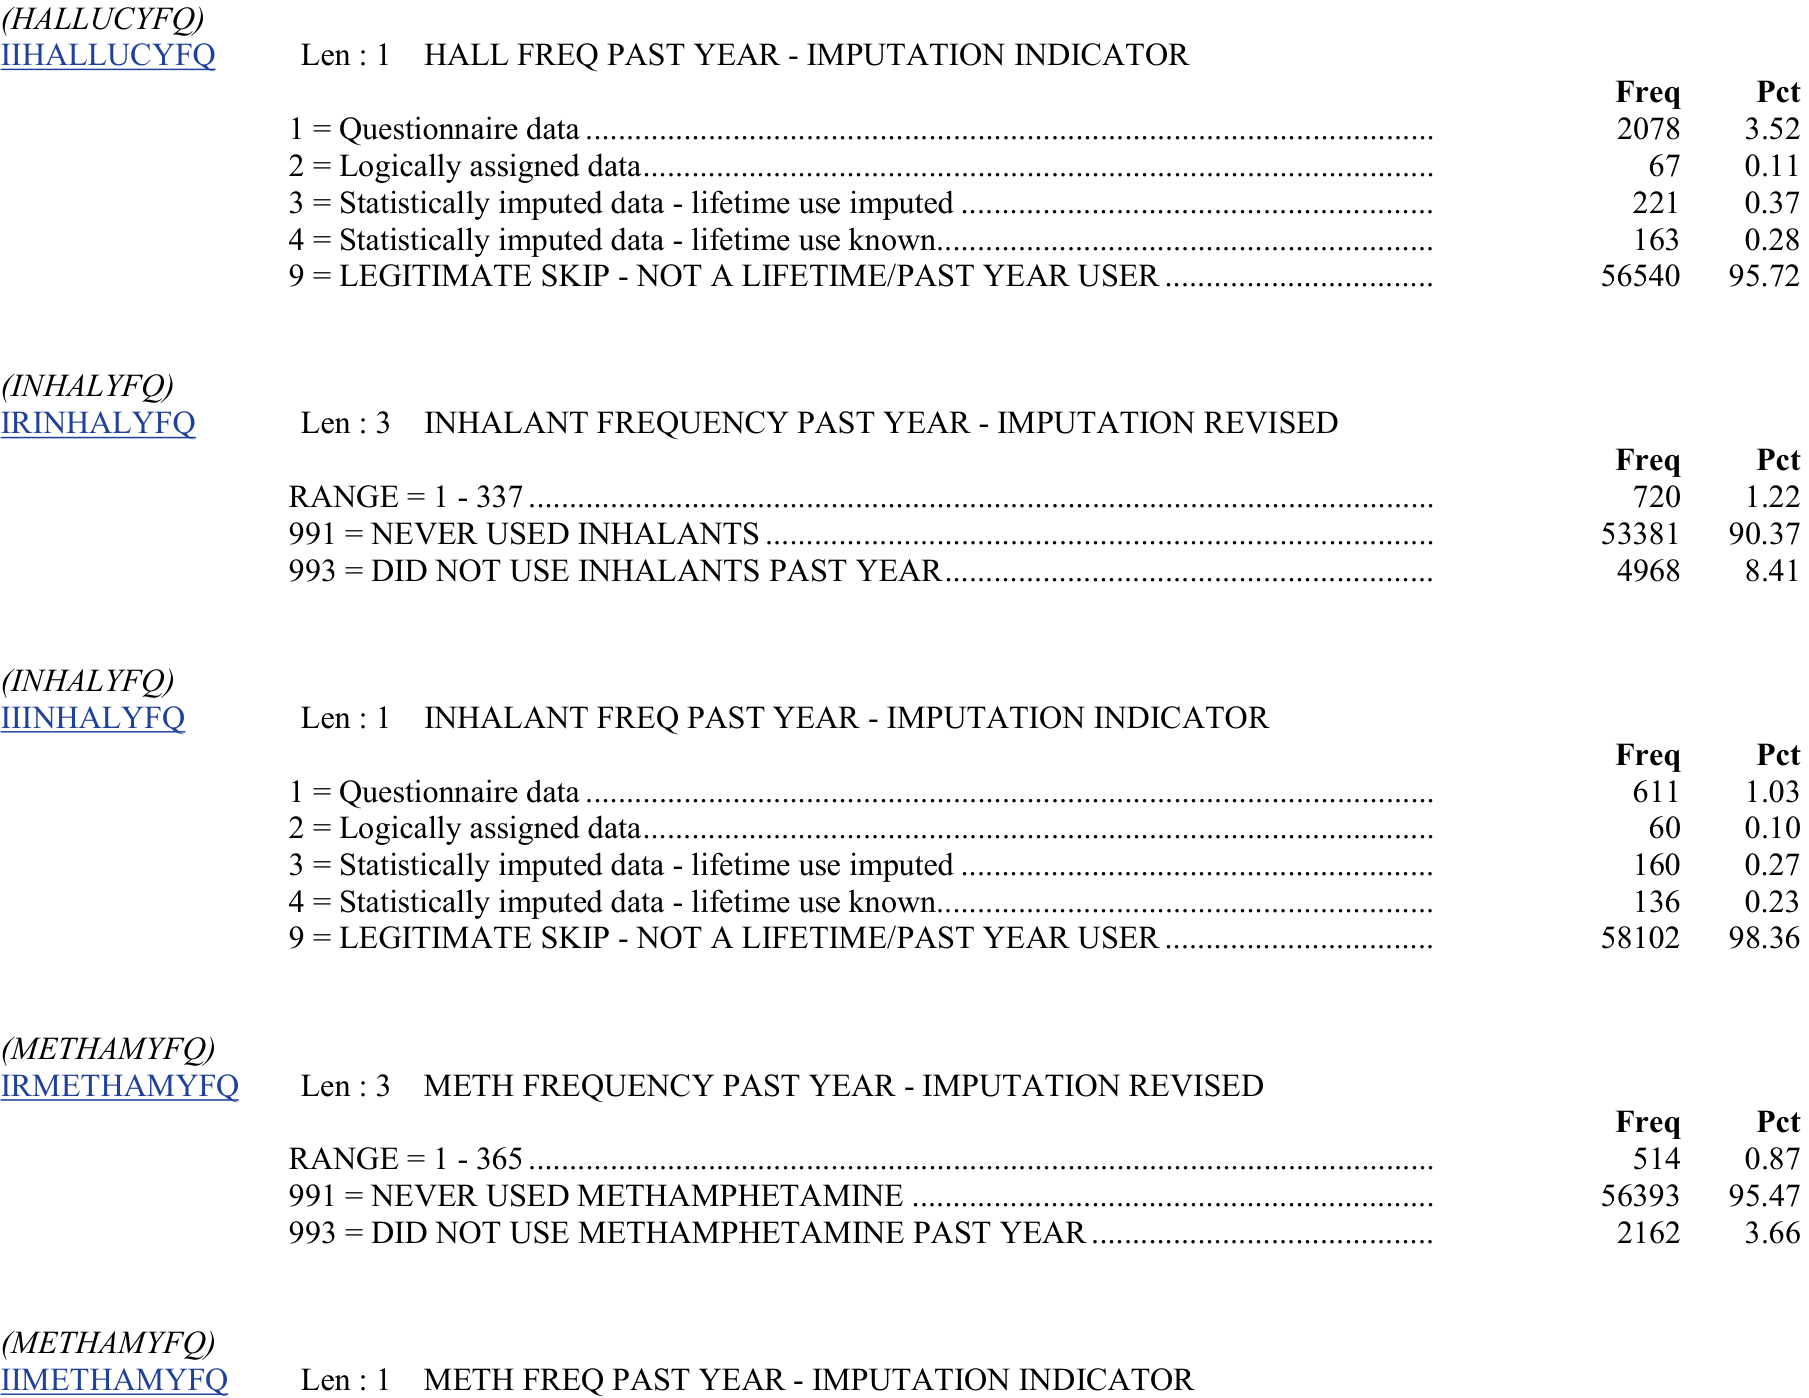 (HALLUCYFQ)
IIHALLUCYFQ Len : 1 HALL FREQ PAST YEAR - IMPUTATION INDICATOR
Freq Pct
1 = Questionnaire data ........................................................................................................ 2078 3.52
2 = Logically assigned data................................................................................................. 67 0.11
3 = Statistically imputed data - lifetime use imputed .......................................................... 221 0.37
4 = Statistically imputed data - lifetime use known............................................................. 163 0.28
9 = LEGITIMATE SKIP - NOT A LIFETIME/PAST YEAR USER ................................. 56540 95.72
(INHALYFQ)
IRINHALYFQ Len : 3 INHALANT FREQUENCY PAST YEAR - IMPUTATION REVISED
Freq Pct
RANGE = 1 - 337 ............................................................................................................... 720 1.22
991 = NEVER USED INHALANTS .................................................................................. 53381 90.37
993 = DID NOT USE INHALANTS PAST YEAR............................................................ 4968 8.41
(INHALYFQ)
IIINHALYFQ Len : 1 INHALANT FREQ PAST YEAR - IMPUTATION INDICATOR
Freq Pct
1 = Questionnaire data ........................................................................................................ 611 1.03
2 = Logically assigned data................................................................................................. 60 0.10
3 = Statistically imputed data - lifetime use imputed .......................................................... 160 0.27
4 = Statistically imputed data - lifetime use known............................................................. 136 0.23
9 = LEGITIMATE SKIP - NOT A LIFETIME/PAST YEAR USER ................................. 58102 98.36
(METHAMYFQ)
IRMETHAMYFQ Len : 3 METH FREQUENCY PAST YEAR - IMPUTATION REVISED
Freq Pct
RANGE = 1 - 365 ............................................................................................................... 514 0.87
991 = NEVER USED METHAMPHETAMINE ................................................................ 56393 95.47
993 = DID NOT USE METHAMPHETAMINE PAST YEAR.......................................... 2162 3.66
(METHAMYFQ)
IIMETHAMYFQ Len : 1 METH FREQ PAST YEAR - IMPUTATION INDICATOR